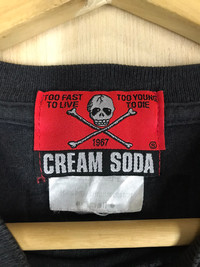 TOO FAST TOO YOUNG
TO LIVE TO DIE
1967
®
CREAM SODA